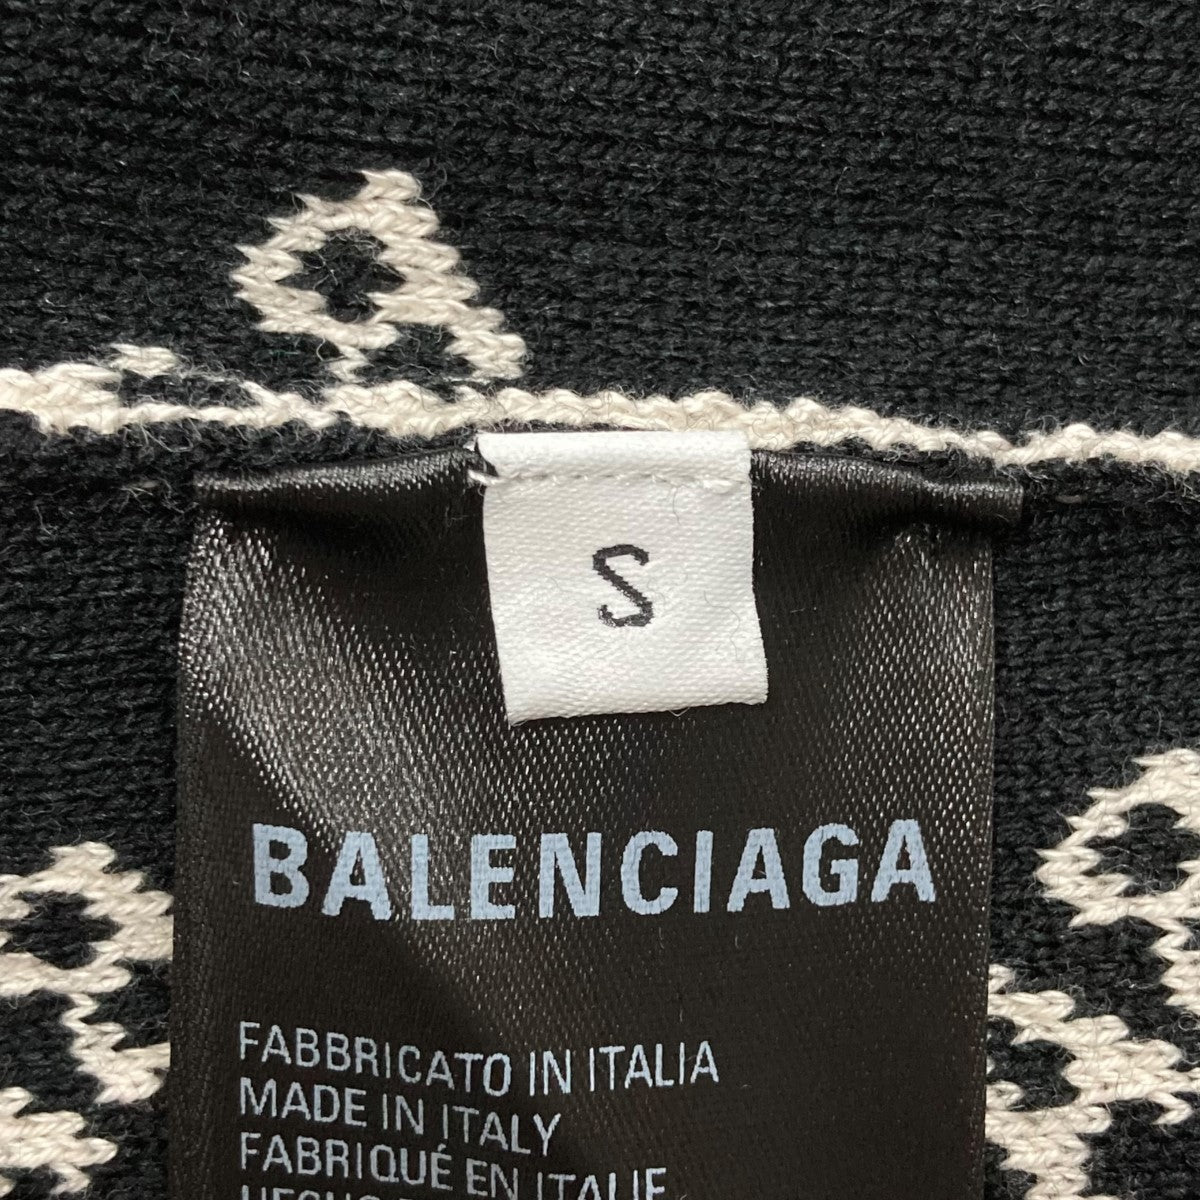 S
BALENCIAGA
FABBRICATO IN ITALIA
MADE IN ITALY
FABRIQUÉ EN ITALIE